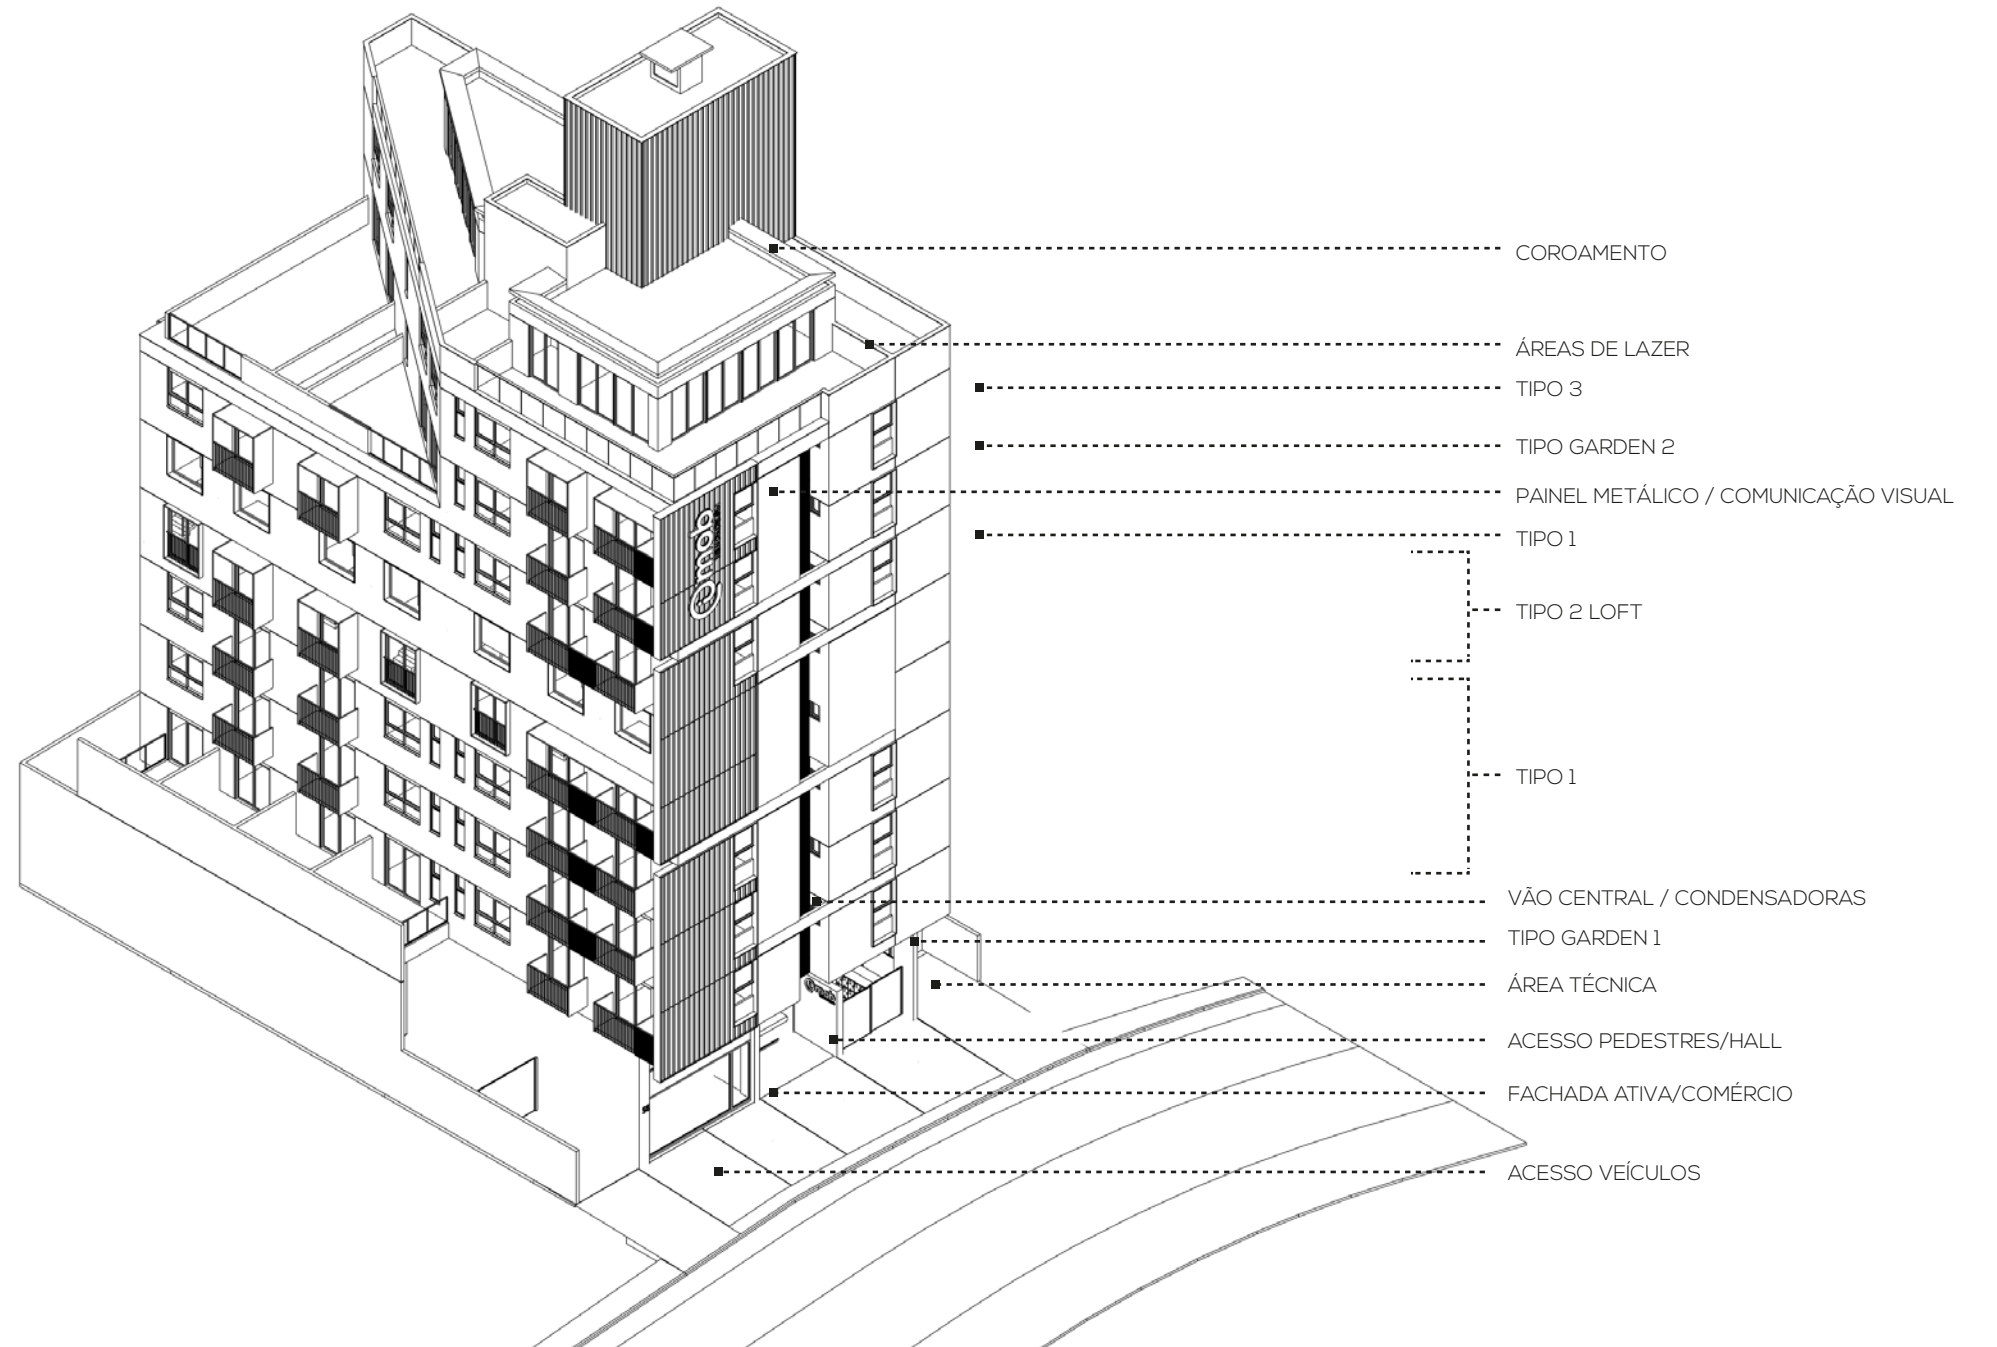 COROAMENTO
ÁREAS DE LAZER
TIPO 3
TIPO GARDEN 2
PAINEL METÁLICO / COMUNICAÇÃO VISUAL
TIPO 1
TIPO 2 LOFT
TIPO 1
VÃO CENTRAL / CONDENSADORAS
TIPO GARDEN 1
ÁREA TÉCNICA
ACESSO PEDESTRES/HALL
FACHADA ATIVA/COMÉRCIO
ACESSO VEÍCULOS
mob